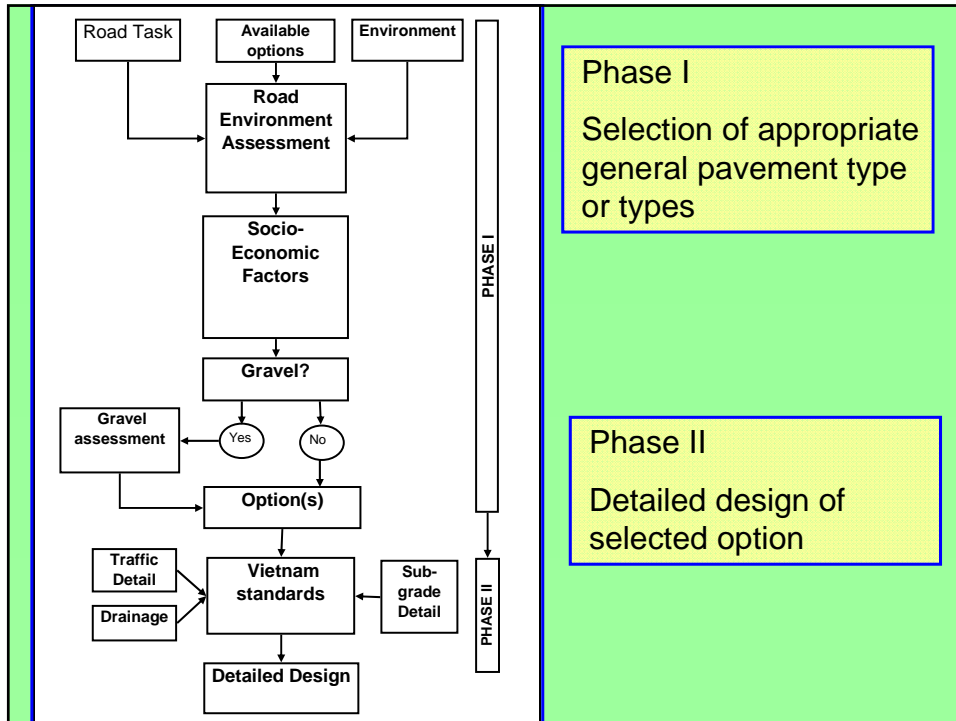 Road Task
Available
options
Environment
Road
Environment
Assessment
Socio-
Economic
Factors
Gravel?
Gravel
assessment
Yes
No
Option(s)
PHASE I
Traffic
Detail
Drainage
Vietnam
standards
Sub-
grade
Detail
PHASE II
Detailed Design
Phase I
Selection of appropriate
general pavement type
or types
Phase II
Detailed design of
selected option